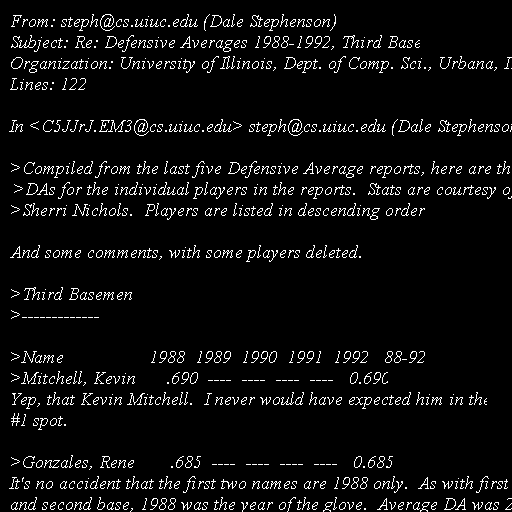 From: steph@cs.uiuc.edu (Dale Stephenson)
Subject: Re: Defensive Averages 1988-1992, Third Base
Organization: University of Illinois, Dept. of Comp. Sci., Urbana,
Lines: 122

In <C5JJrJ.EM3@cs.uiuc.edu> steph@cs.uiuc.edu (Dale Stephenson

>Compiled from the last five Defensive Average reports, here are
>DAs for the individual players in the reports.  Stats are courtesy
>Sherri Nichols.  Players are listed in descending order

And some comments, with some players deleted.

>Third Basemen
>-------------

>Name                 1988  1989  1990  1991  1992   88-92
>Mitchell, Kevin      .690  ----  ----  ----  ----   0.690
Yep, that Kevin Mitchell.  I never would have expected him in the
#1 spot.

>Gonzales, Rene       .685  ----  ----  ----  ----   0.685
It's no accident that the first two names are 1988 only.  As with first
and second base, 1988 was the year of the glove.  Average DA was